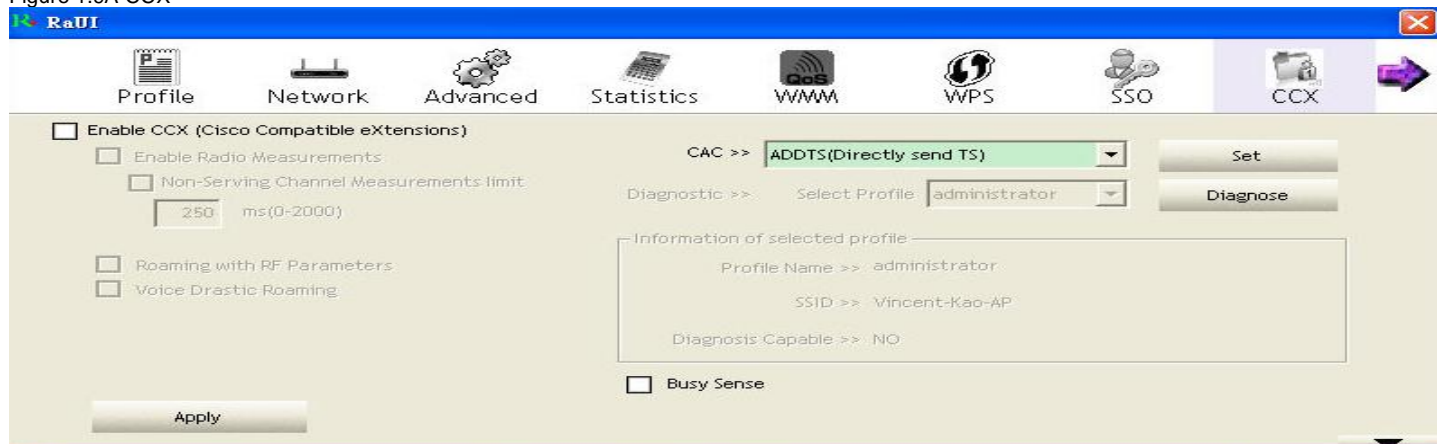 Figure 1.5A CCX
RaUI
Profile
Network
Advanced
Statistics
QoS
WMM
WPS
SSO
CCX
Enable CCX (Cisco Compatible eXtensions)
Enable Radio Measurements
Non-Serving Channel Measurements limit
250 ms(0-2000)
Roaming with RF Parameters
Voice Drastic Roaming
Apply
CAC >> ADDTS(Directly send TS) Set
Diagnostic >> Select Profile administrator Diagnose
Information of selected profile
Profile Name >> administrator
SSID >> Vincent-Kao-AP
Diagnosis Capable >> NO
Busy Sense